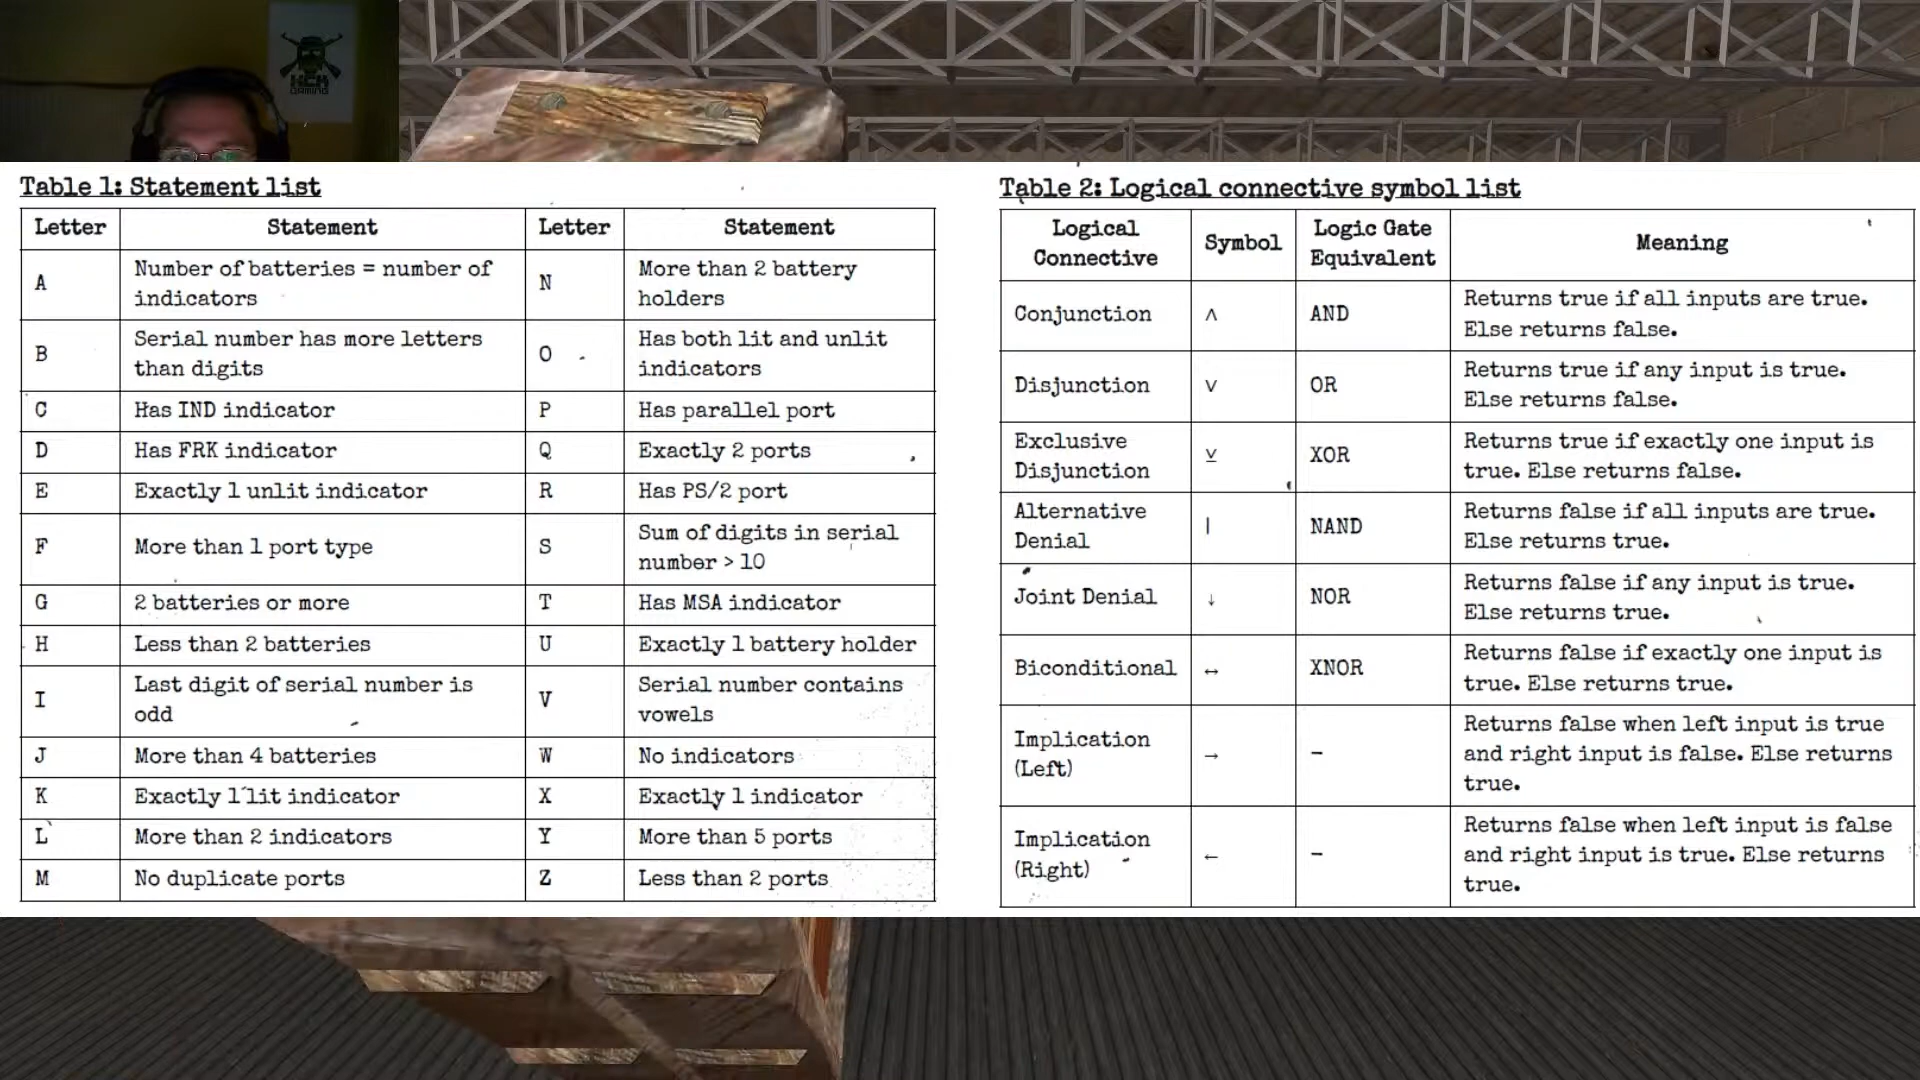 KCK
GAMING
Table 1: Statement list
Letter Statement Letter Statement
A Number of batteries = number of indicators N More than 2 battery holders
B Serial number has more letters than digits O Has both lit and unlit indicators
C Has IND indicator P Has parallel port
D Has FRK indicator Q Exactly 2 ports
E Exactly 1 unlit indicator R Has PS/2 port
F More than 1 port type S Sum of digits in serial number > 10
G 2 batteries or more T Has MSA indicator
H Less than 2 batteries U Exactly 1 battery holder
I Last digit of serial number is odd V Serial number contains vowels
J More than 4 batteries W No indicators
K Exactly 1 lit indicator X Exactly 1 indicator
L More than 2 indicators Y More than 5 ports
M No duplicate ports Z Less than 2 ports
Table 2: Logical connective symbol list
Logical Connective Symbol Logic Gate Equivalent Meaning
Conjunction ∧ AND Returns true if all inputs are true. Else returns false.
Disjunction ∨ OR Returns true if any input is true. Else returns false.
Exclusive Disjunction ⊻ XOR Returns true if exactly one input is true. Else returns false.
Alternative Denial | NAND Returns false if all inputs are true. Else returns true.
Joint Denial ↓ NOR Returns false if any input is true. Else returns true.
Biconditional ↔ XNOR Returns false if exactly one input is true. Else returns true.
Implication (Left) → – Returns false when left input is true and right input is false. Else returns true.
Implication (Right) ← – Returns false when left input is false and right input is true. Else returns true.